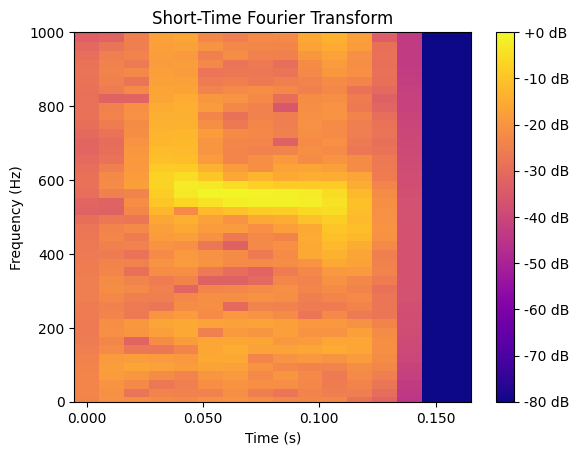 Short-Time Fourier Transform
1000
800
600
400
200
0
Frequency (Hz)
0.000
0.050
0.100
0.150
Time (s)
+0 dB
-10 dB
-20 dB
-30 dB
-40 dB
-50 dB
-60 dB
-70 dB
-80 dB